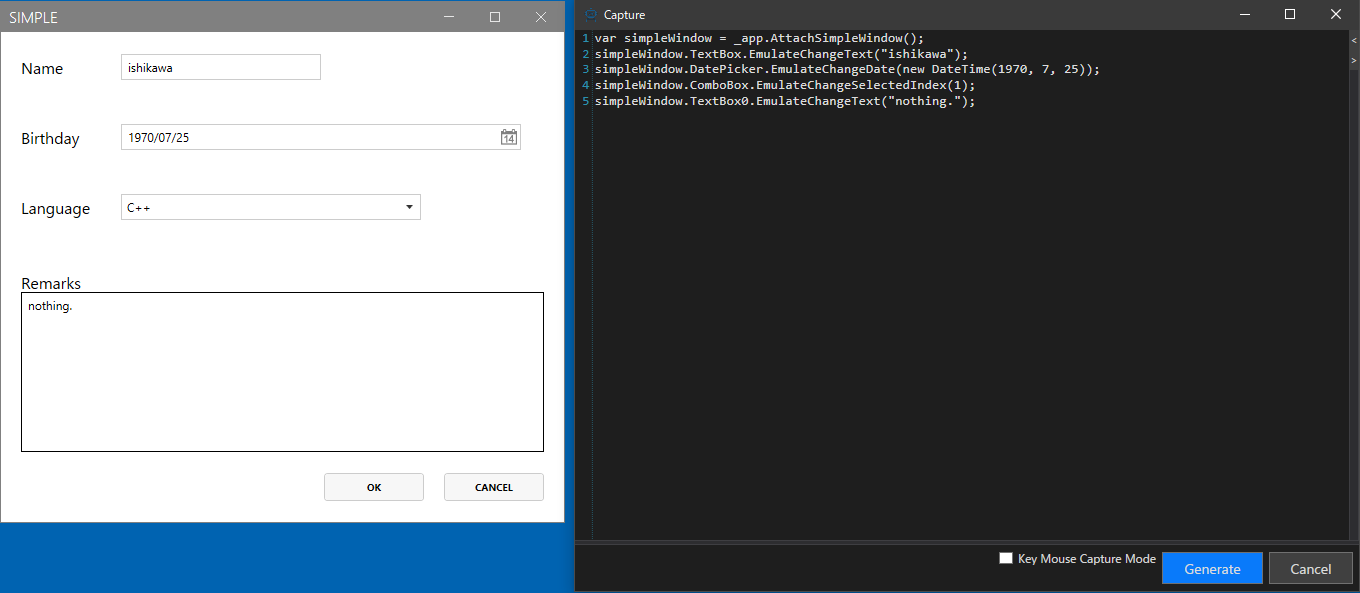 SIMPLE
Name
ishikawa
Birthday
1970/07/25
14
Language
C++
Remarks
nothing.
OK
CANCEL
Capture
1 var simpleWindow = _app.AttachSimpleWindow();
2 simpleWindow.TextBox.EmulateChangeText("ishikawa");
3 simpleWindow.DatePicker.EmulateChangeDate(new DateTime(1970, 7, 25));
4 simpleWindow.ComboBox.EmulateChangeSelectedIndex(1);
5 simpleWindow.TextBox0.EmulateChangeText("nothing.");
<
>
Key Mouse Capture Mode
Generate
Cancel